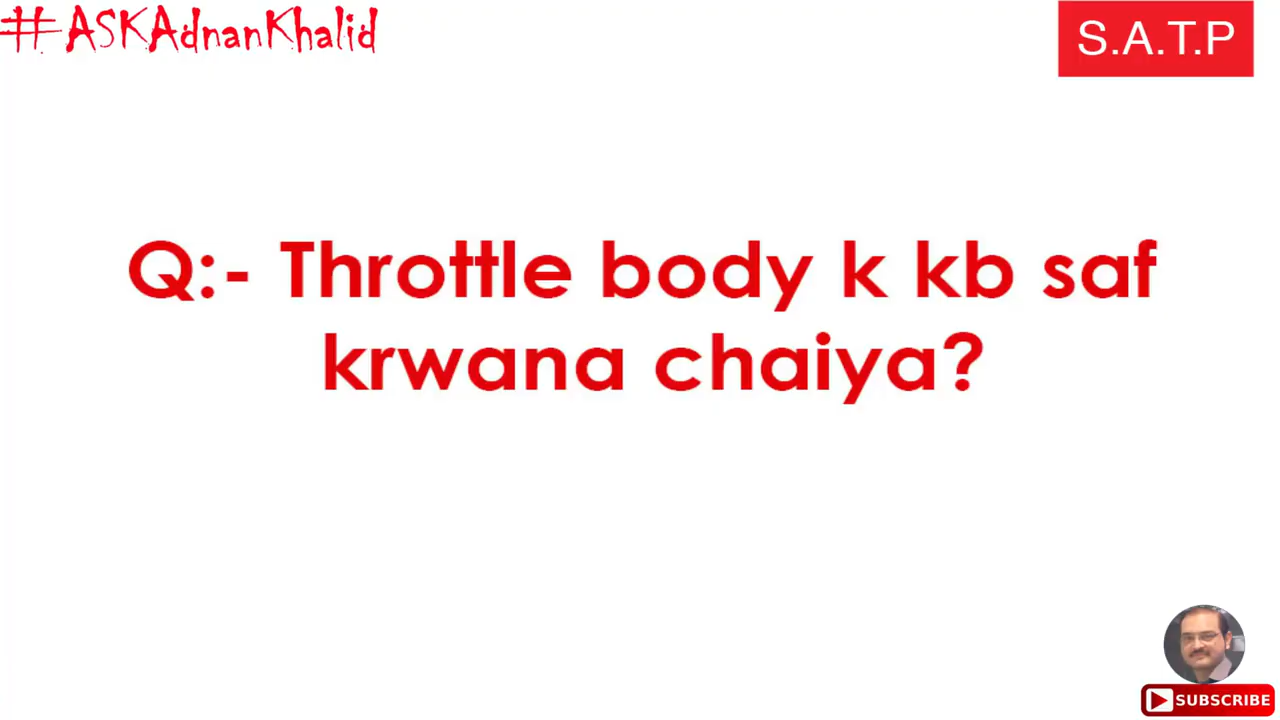 #ASKAdnanKhalid
S.A.T.P
Q:- Throttle body k kb saf
krwana chaiya?
SUBSCRIBE